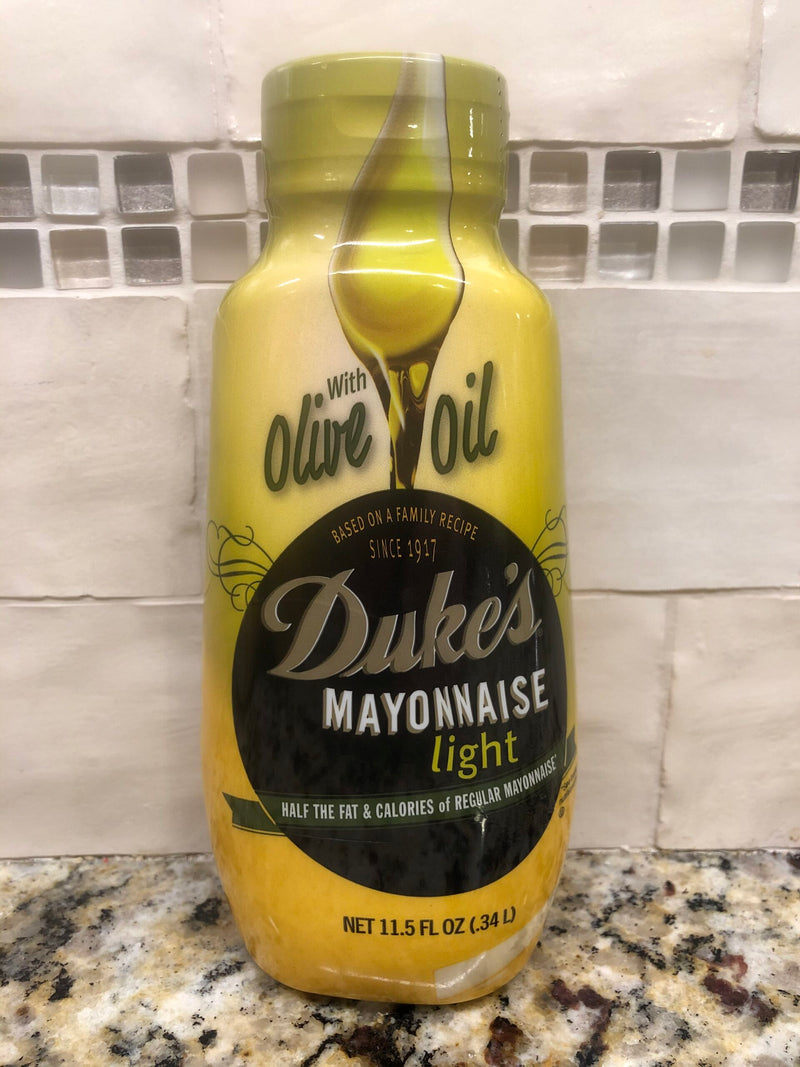 With
Olive Oil
BASED ON A FAMILY RECIPE
SINCE 1917
Duke's
MAYONNAISE
light
HALF THE FAT & CALORIES of REGULAR MAYONNAISE*
NET 11.5 FL OZ (.34 L)